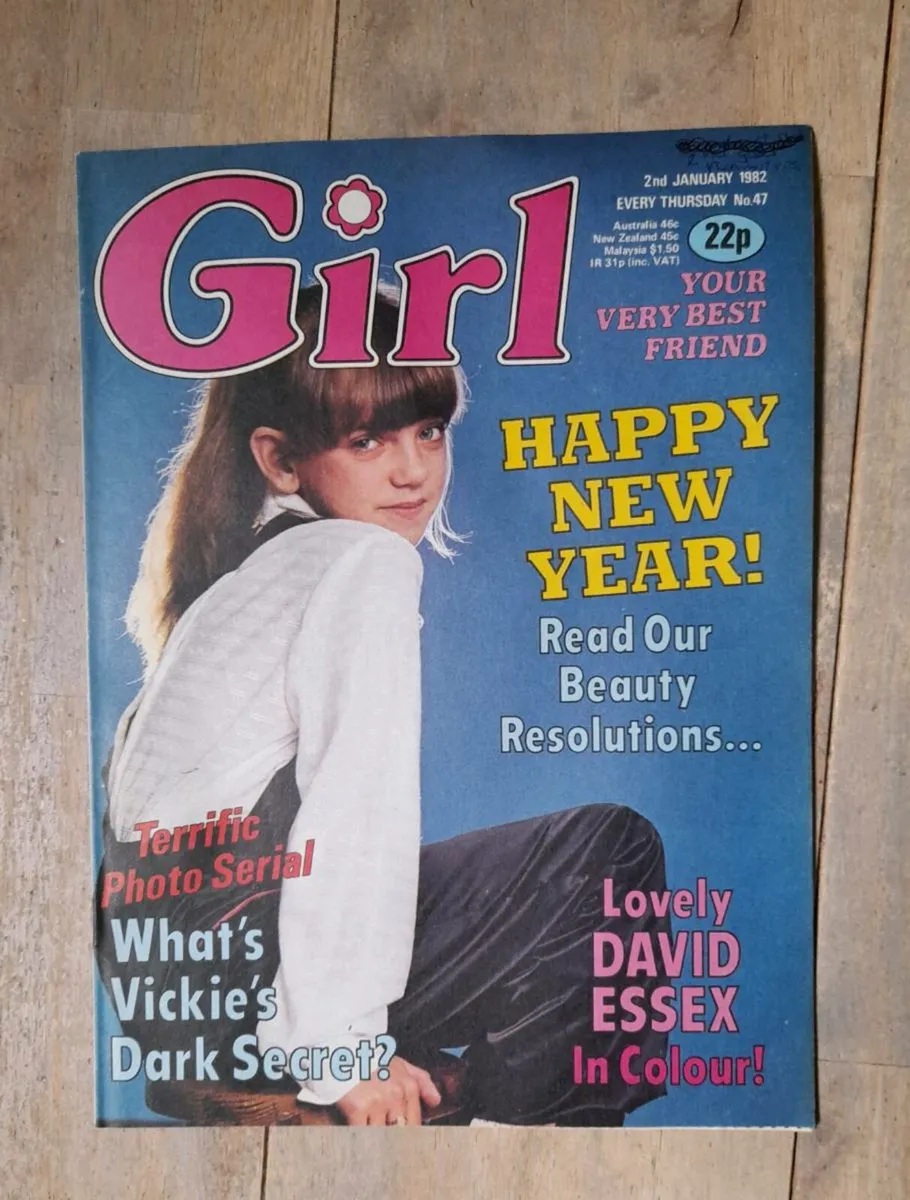 Girl
2nd JANUARY 1982
EVERY THURSDAY No.47
Australia 46c
New Zealand 45c
Malaysia $1.50
IR 31p (inc. VAT)
22p
YOUR
VERY BEST
FRIEND
HAPPY
NEW
YEAR!
Read Our
Beauty
Resolutions...
Terrific
Photo Serial
What's
Vickie's
Dark Secret?
Lovely
DAVID
ESSEX
In Colour!